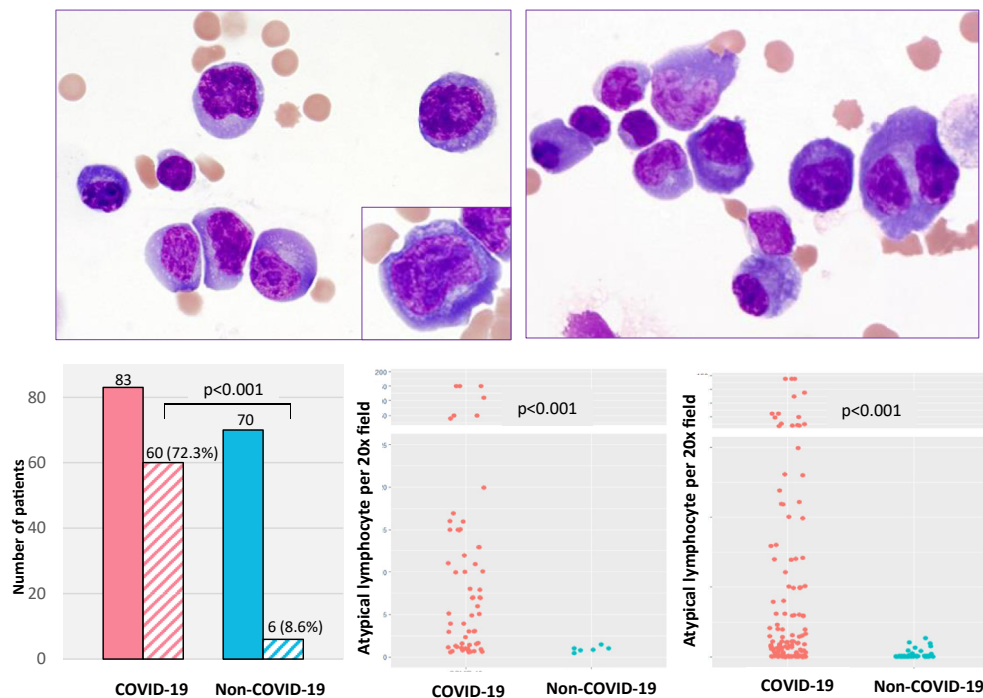 p<0.001
83
70
60 (72.3%)
6 (8.6%)
Number of patients
80
60
40
20
0
COVID-19 Non-COVID-19
Atypical lymphocyte per 20x field
200
p<0.001
0
COVID-19 Non-COVID-19
Atypical lymphocyte per 20x field
p<0.001
COVID-19 Non-COVID-19